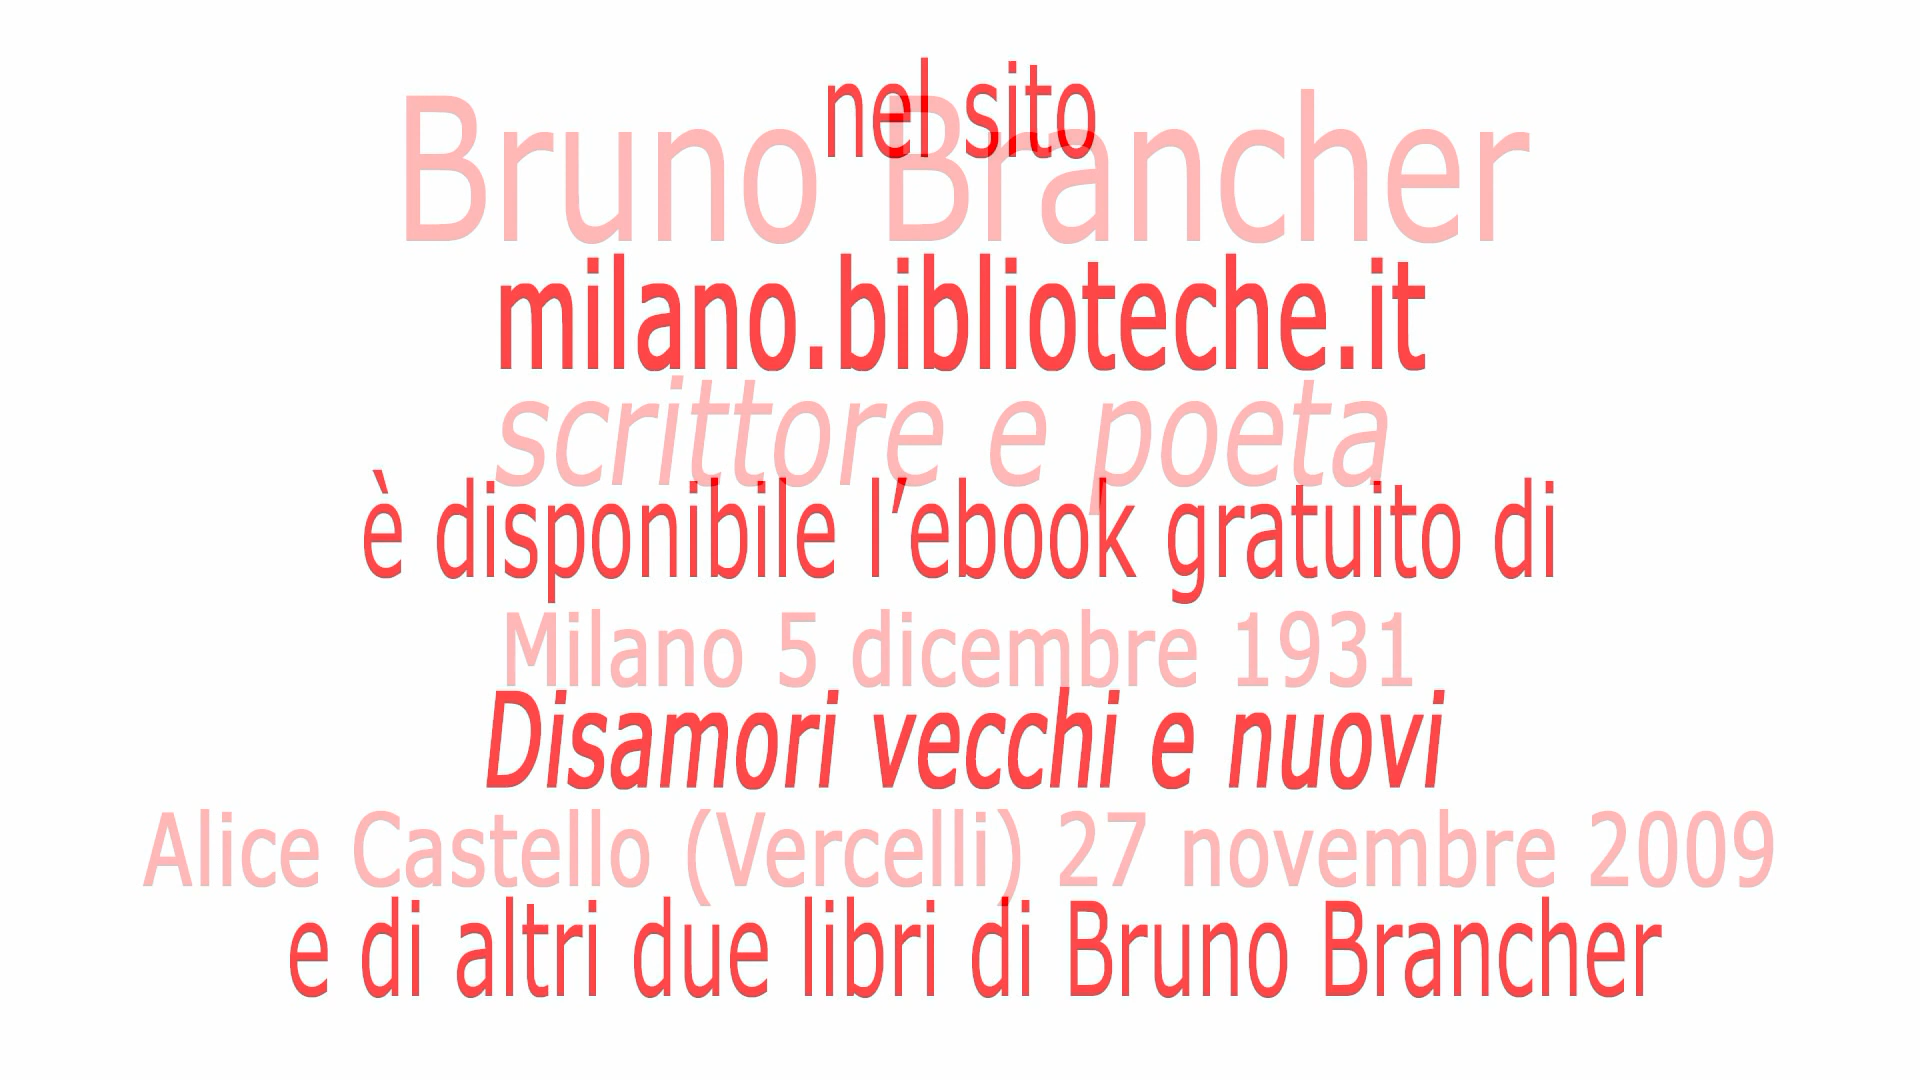 nel sito
Bruno Brancher
milano.biblioteche.it
scrittore e poeta
è disponibile l’ebook gratuito di
Milano 5 dicembre 1931
Disamori vecchi e nuovi
Alice Castello (Vercelli) 27 novembre 2009
e di altri due libri di Bruno Brancher